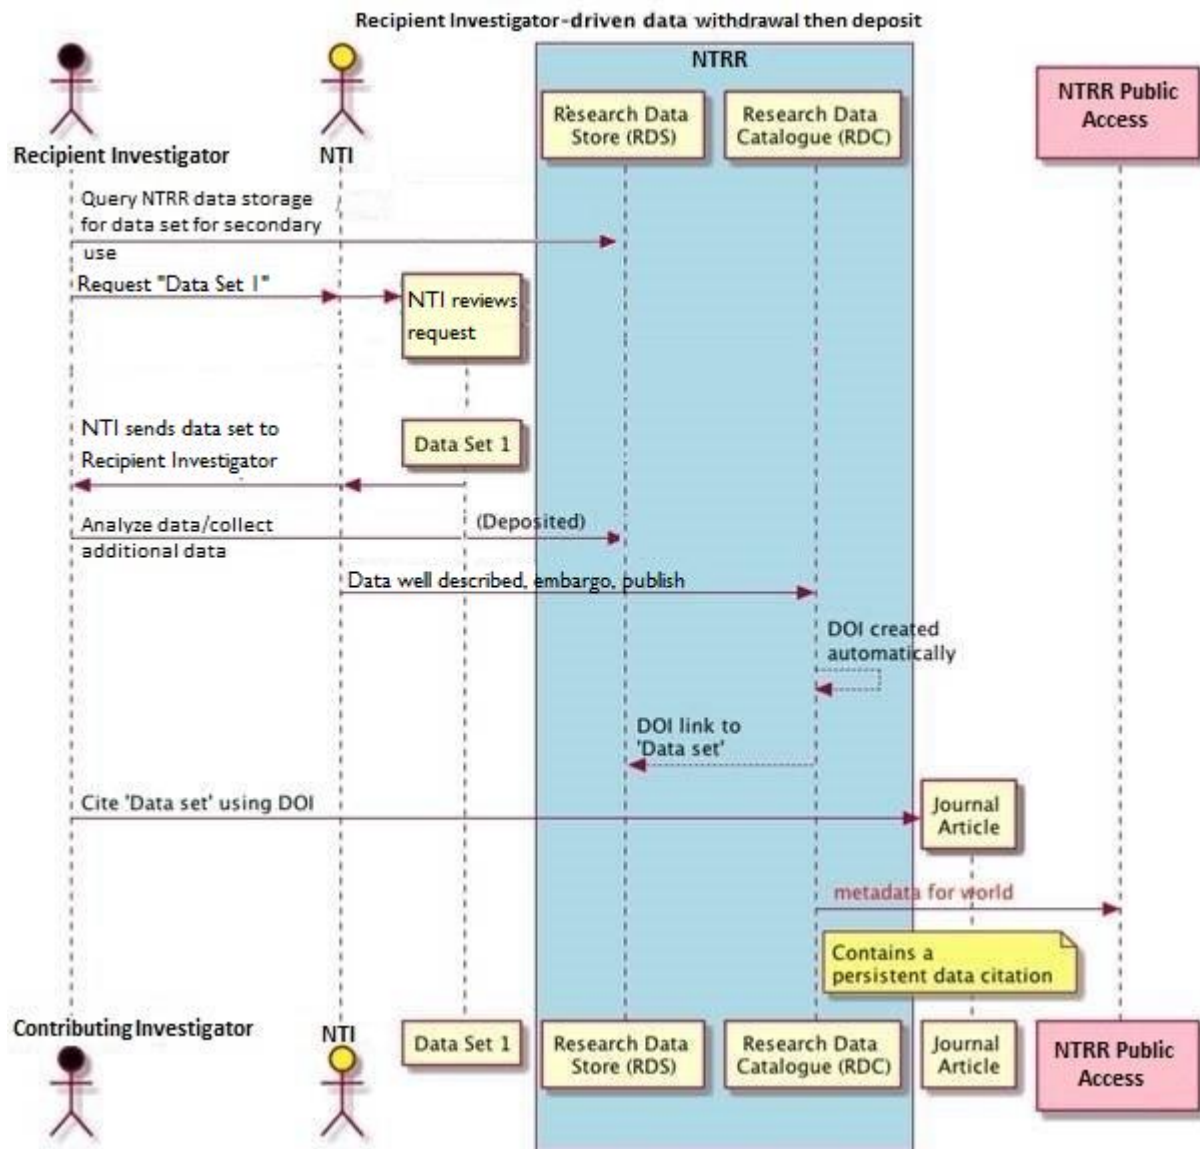 Recipient Investigator-driven data withdrawal then deposit
NTRR
Research Data
Store (RDS)
Research Data
Catalogue (RDC)
NTRR Public
Access
Recipient Investigator
NTI
Query NTRR data storage
for data set for secondary
use
Request "Data Set 1"
NTI reviews
request
NTI sends data set to
Recipient Investigator
Data Set 1
Analyze data/collect
additional data
(Deposited)
Data well described, embargo, publish
DOI created
automatically
DOI link to
'Data set'
Cite 'Data set' using DOI
Journal
Article
metadata for world
Contains a
persistent data citation
Contributing Investigator
NTI
Data Set 1
Research Data
Store (RDS)
Research Data
Catalogue (RDC)
Journal
Article
NTRR Public
Access